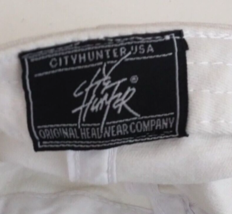 CITYHUNTER USA
CITY
HUNTER ®
ORIGINAL HEADWEAR COMPANY